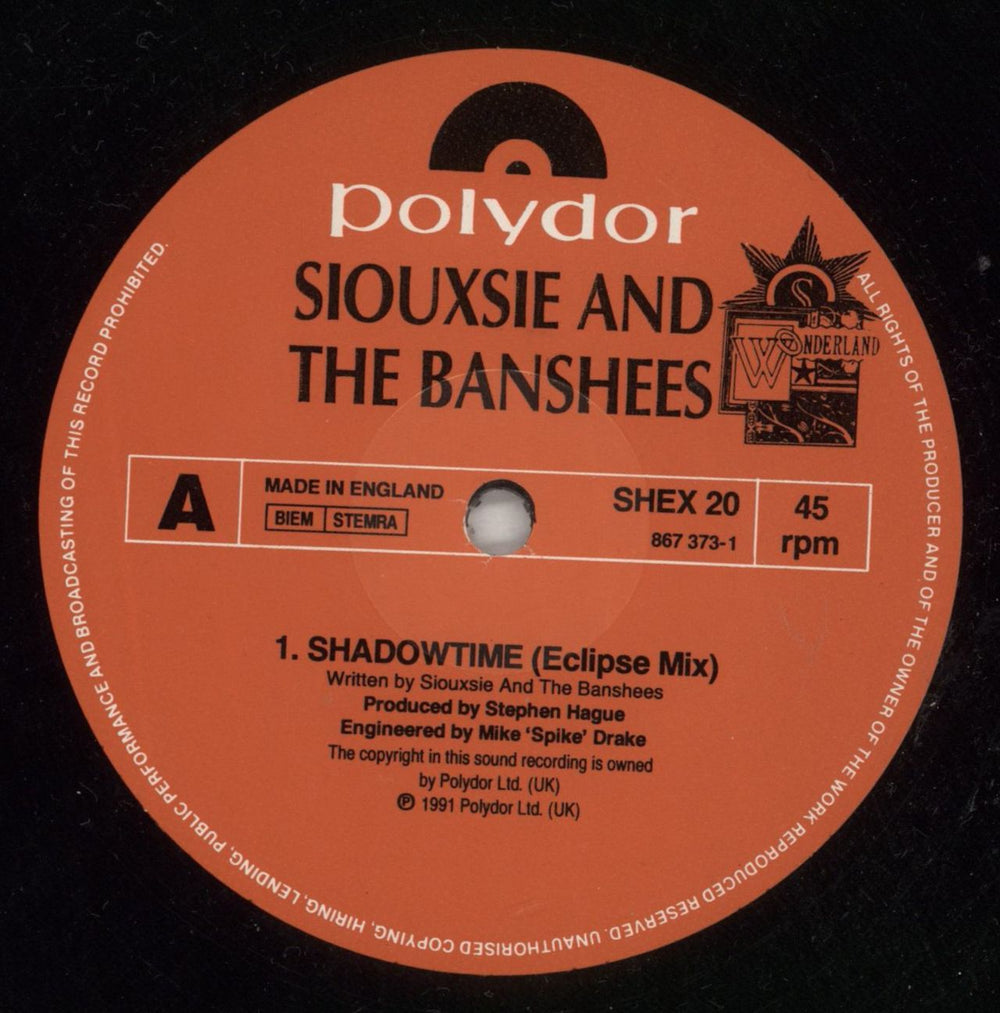 polydor
SIOUXSIE AND
THE BANSHEES
S
WONDERLAND
A
MADE IN ENGLAND
BIEM STEMRA
SHEX 20
867 373-1
45
rpm
1. SHADOWTIME (Eclipse Mix)
Written by Siouxsie And The Banshees
Produced by Stephen Hague
Engineered by Mike ‘Spike’ Drake
The copyright in this sound recording is owned
by Polydor Ltd. (UK)
℗ 1991 Polydor Ltd. (UK)
ALL RIGHTS OF THE PRODUCER AND OF THE OWNER OF THE WORK REPRODUCED RESERVED. UNAUTHORISED COPYING, HIRING, LENDING, PUBLIC PERFORMANCE AND BROADCASTING OF THIS RECORD PROHIBITED.